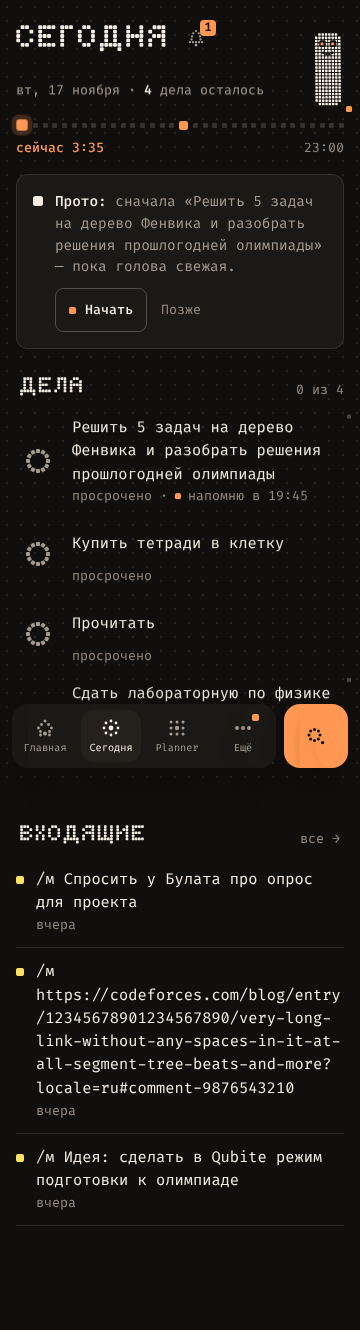 СЕГОДНЯ 1
вт, 17 ноября · 4 дела осталось
сейчас 3:35 23:00
Прото: сначала «Решить 5 задач
на дерево Фенвика и разобрать
решения прошлогодней олимпиады»
— пока голова свежая.
Начать Позже
ДЕЛА 0 из 4
Решить 5 задач на дерево
Фенвика и разобрать решения
прошлогодней олимпиады
просрочено · напомню в 19:45
Купить тетради в клетку
просрочено
Прочитать
просрочено
Сдать лабораторную по физике
Главная Сегодня Planner Ещё
ВХОДЯЩИЕ все →
/м Спросить у Булата про опрос
для проекта
вчера
/м
https://codeforces.com/blog/entry
/12345678901234567890/very-long-
link-without-any-spaces-in-it-at-
all-segment-tree-beats-and-more?
locale=ru#comment-9876543210
вчера
/м Идея: сделать в Qubite режим
подготовки к олимпиаде
вчера